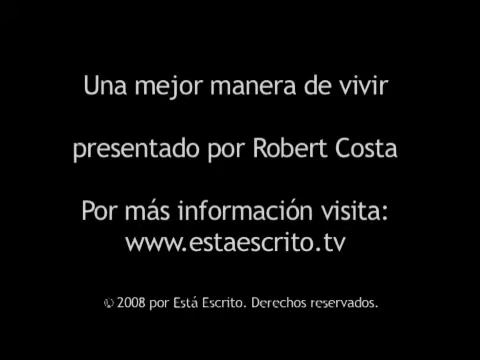 Una mejor manera de vivir
presentado por Robert Costa
Por más información visita:
www.estaescrito.tv
© 2008 por Está Escrito. Derechos reservados.